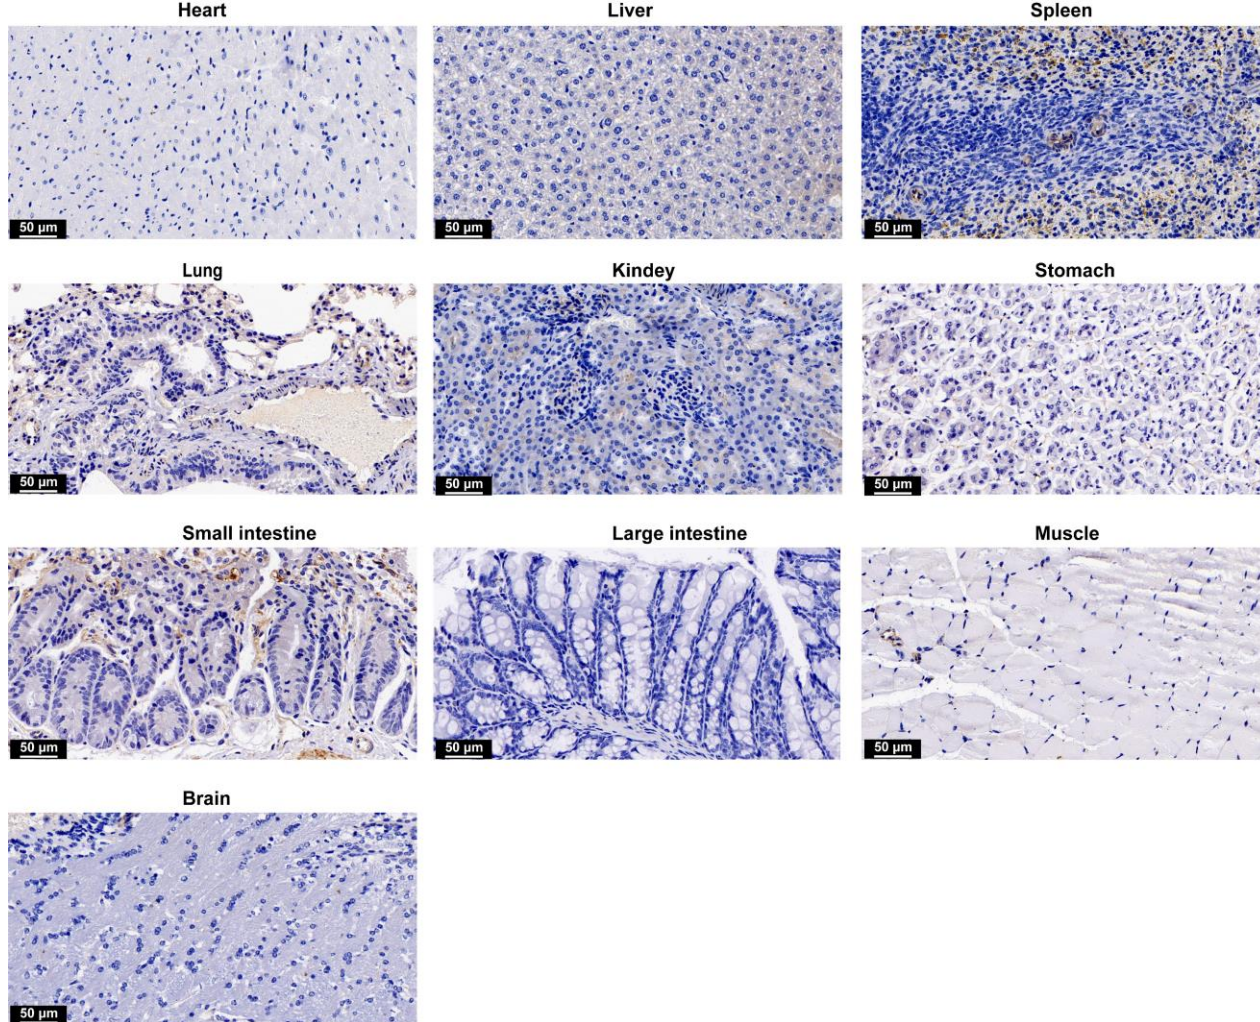 Heart Liver Spleen
50 µm 50 µm 50 µm
Lung Kindey Stomach
50 µm 50 µm 50 µm
Small intestine Large intestine Muscle
50 µm 50 µm 50 µm
Brain
50 µm